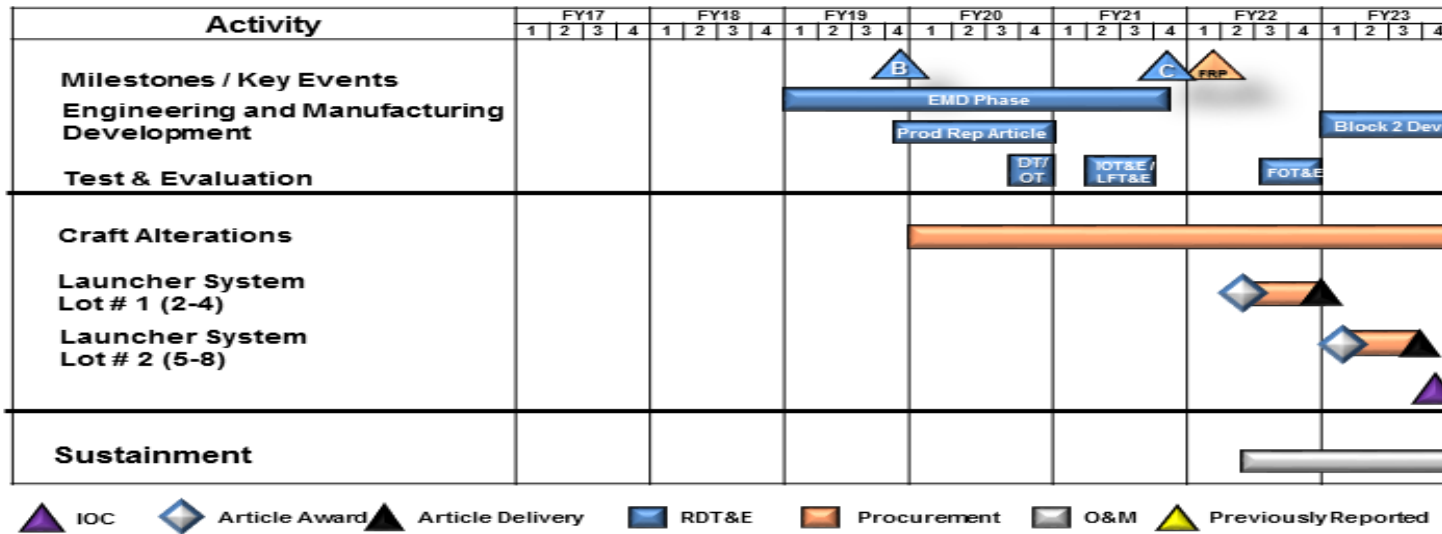 Activity
FY17 FY18 FY19 FY20 FY21 FY22 FY23
1 2 3 4 1 2 3 4 1 2 3 4 1 2 3 4 1 2 3 4 1 2 3 4 1 2 3 4
Milestones / Key Events
B C FRP
Engineering and Manufacturing
Development
EMD Phase
Prod Rep Article
Block 2 Dev
Test & Evaluation
DT/
OT
IOT&E /
LFT&E
FOT&E
Craft Alterations
Launcher System
Lot # 1 (2-4)
Launcher System
Lot # 2 (5-8)
Sustainment
IOC Article Award Article Delivery RDT&E Procurement O&M Previously Reported